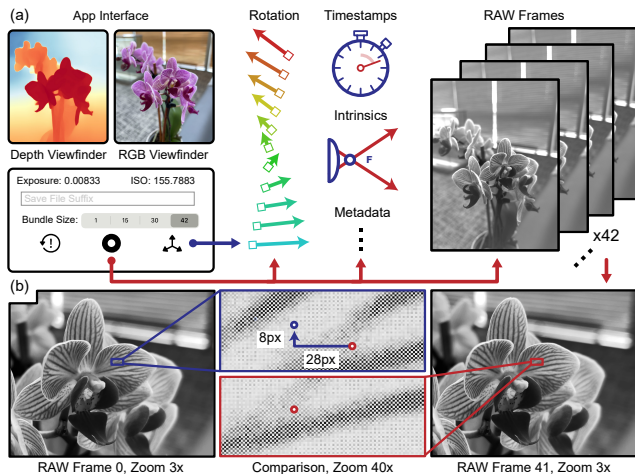 (a)
App Interface
Rotation
Timestamps
RAW Frames
Depth Viewfinder
RGB Viewfinder
Intrinsics
F
Exposure: 0.00833
ISO: 155.7883
Save File Suffix
Bundle Size:
1
15
30
42
Metadata
x42
(b)
8px
28px
RAW Frame 0, Zoom 3x
Comparison, Zoom 40x
RAW Frame 41, Zoom 3x